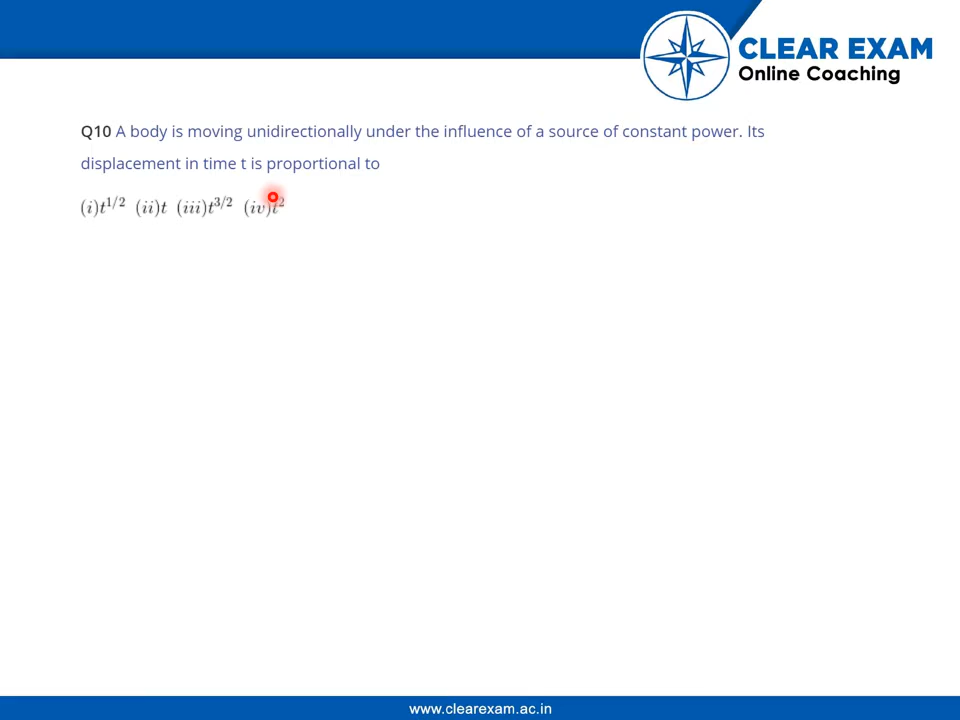 CLEAR EXAM
Online Coaching
Q10 A body is moving unidirectionally under the influence of a source of constant power. Its
displacement in time t is proportional to
(i)t^{1/2} (ii)t (iii)t^{3/2} (iv)t^2
www.clearexam.ac.in